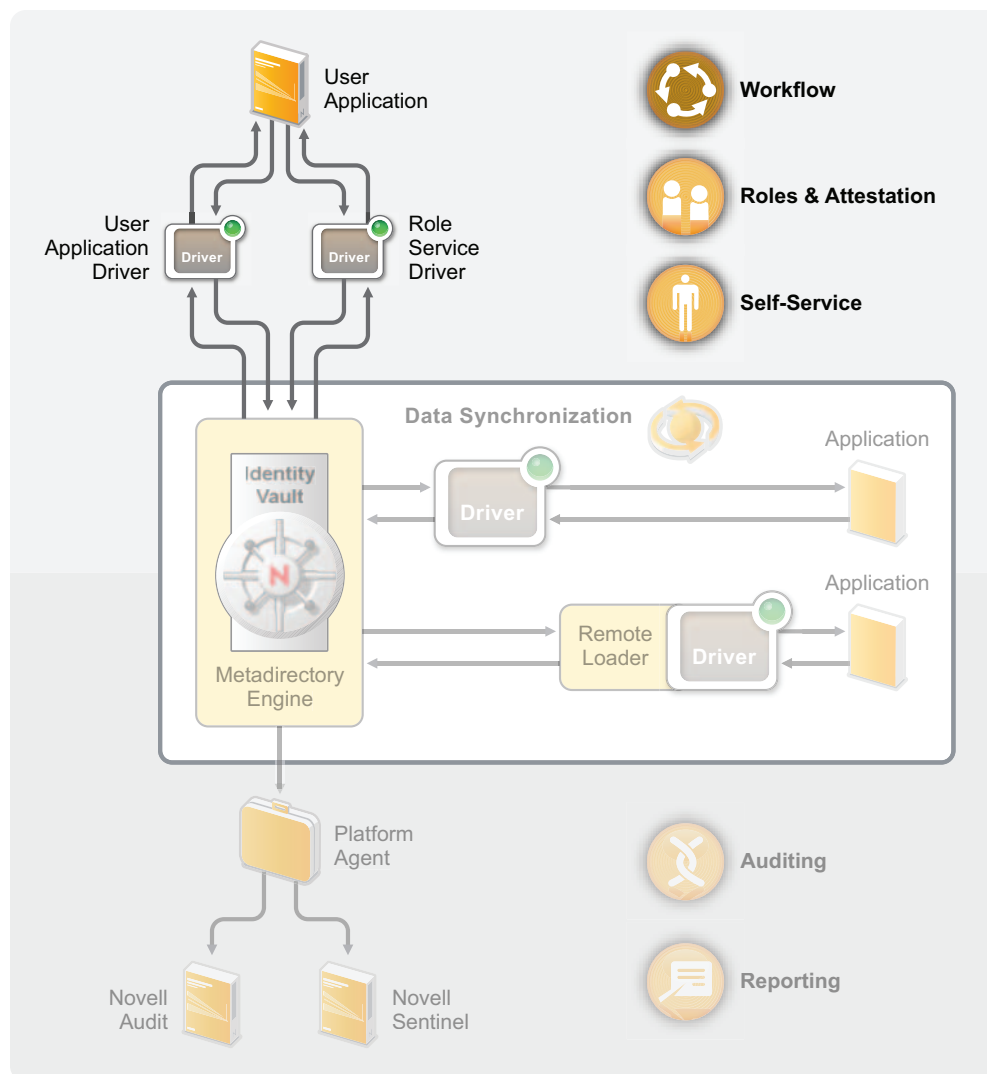 User
Application
Workflow
Roles & Attestation
Self-Service
User
Application
Driver
Driver
Driver
Role
Service
Driver
Data Synchronization
Identity
Vault
N
Metadirectory
Engine
Driver
Application
Remote
Loader
Driver
Application
Platform
Agent
Auditing
Novell
Audit
Novell
Sentinel
Reporting